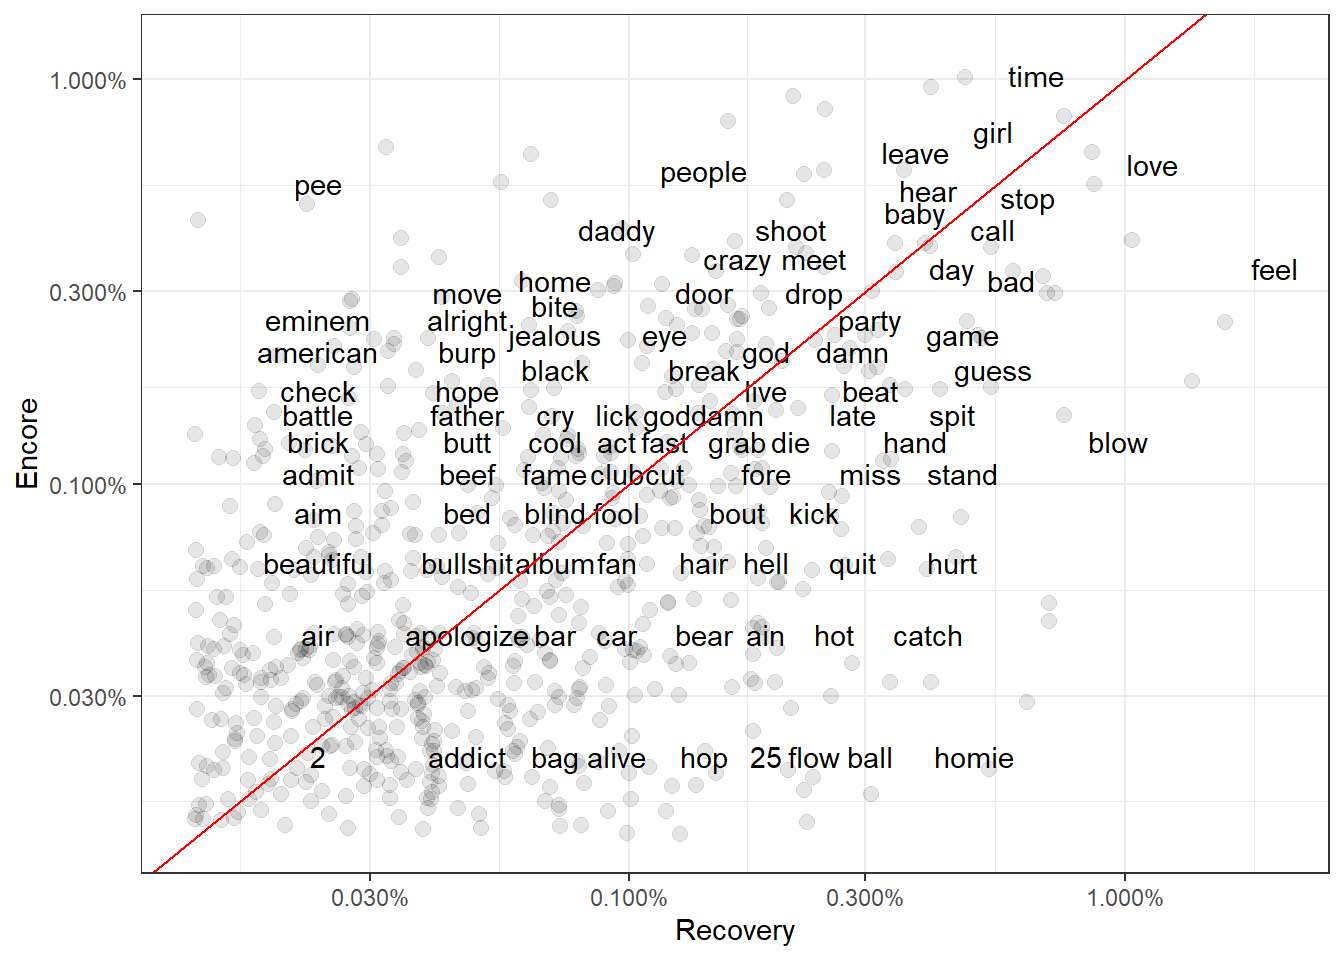 1.000%
time
girl
leave
love
people
pee
hear
stop
baby
daddy
shoot
call
crazy meet
day
feel
home
bad
0.300%
move
door
drop
bite
eminem
alright
party
jealous
eye
game
american
burp
god
damn
black
break
guess
check
hope
live
beat
battle
father
cry
lick
goddamn
late
spit
Encore
brick
butt
cool
act
fast
grab
die
hand
blow
0.100%
admit
beef
fame
club
cut
fore
miss
stand
aim
bed
blind
fool
bout
kick
beautiful
bullshit
album
fan
hair
hell
quit
hurt
air
apologize
bar
car
bear
ain
hot
catch
0.030%
2
addict
bag
alive
hop
25
flow
ball
homie
0.030%
0.100%
0.300%
1.000%
Recovery